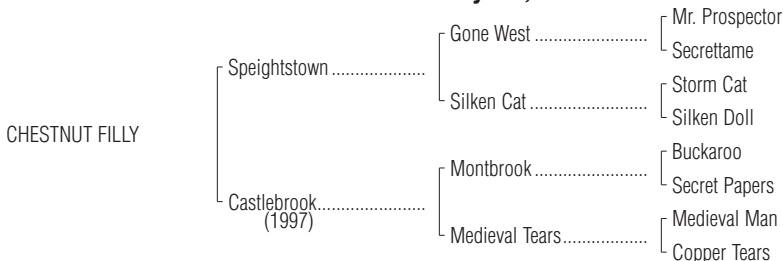 Mr. Prospector
Gone West ........................
Secrettame
Speightstown ....................
Storm Cat
Silken Cat .........................
Silken Doll
CHESTNUT FILLY
Buckaroo
Montbrook ........................
Secret Papers
Castlebrook.......................
(1997)
Medieval Man
Medieval Tears..................
Copper Tears